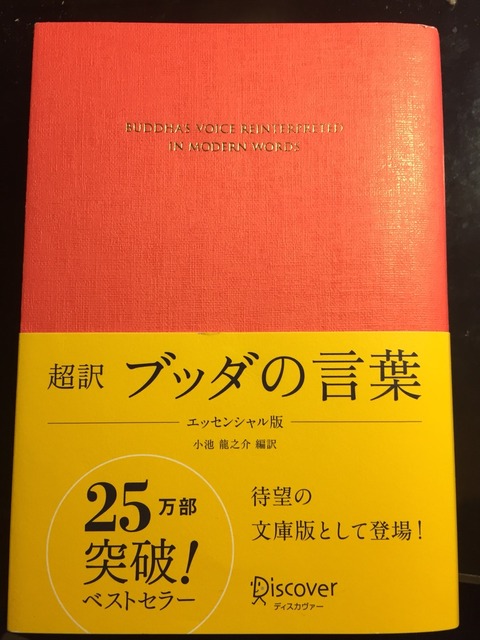 BUDDHA'S VOICE REINTERPRETED
IN MODERN WORDS
超訳 ブッダの言葉
エッセンシャル版
小池 龍之介 編訳
25万部
突破!
ベストセラー
待望の
文庫版として登場!
Discover
ディスカヴァー